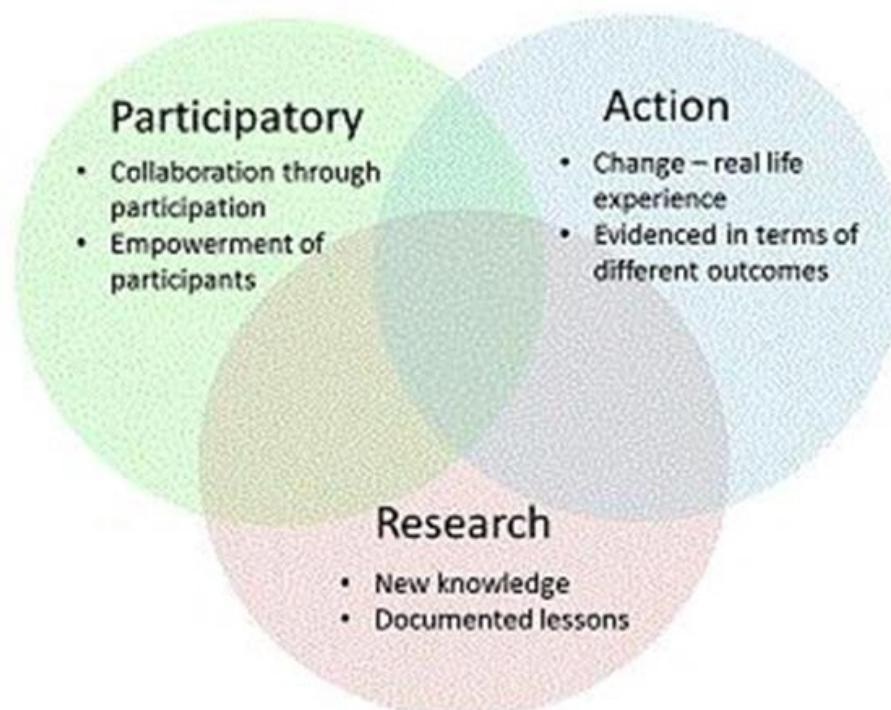 Participatory
• Collaboration through
participation
• Empowerment of
participants
Action
• Change – real life
experience
• Evidenced in terms of
different outcomes
Research
• New knowledge
• Documented lessons